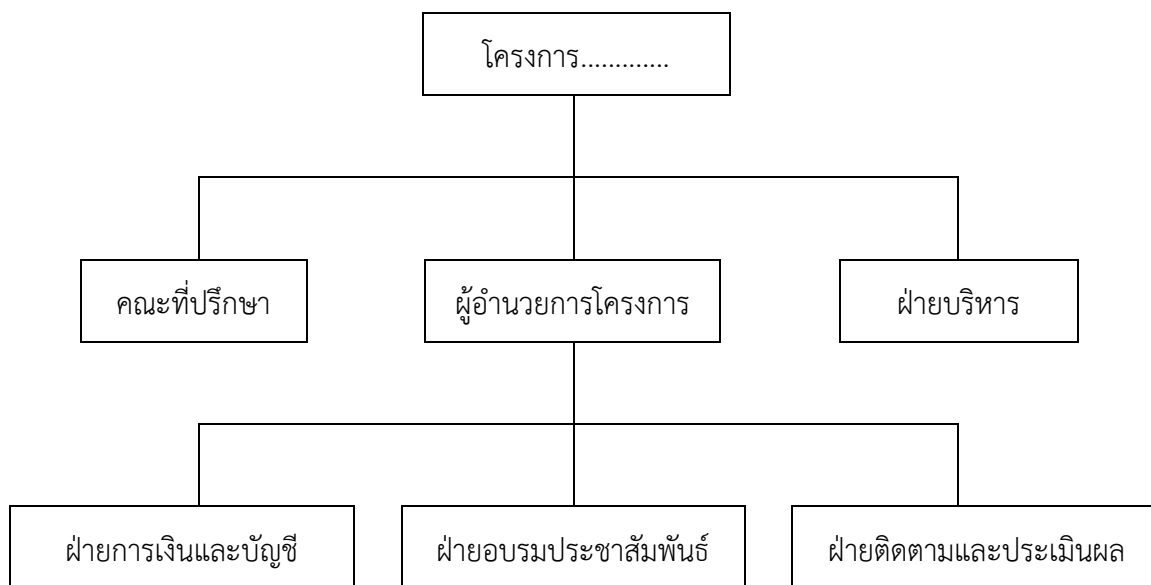 โครงการ.............
คณะที่ปรึกษา
ผู้อำนวยการโครงการ
ฝ่ายบริหาร
ฝ่ายการเงินและบัญชี
ฝ่ายอบรมประชาสัมพันธ์
ฝ่ายติดตามและประเมินผล